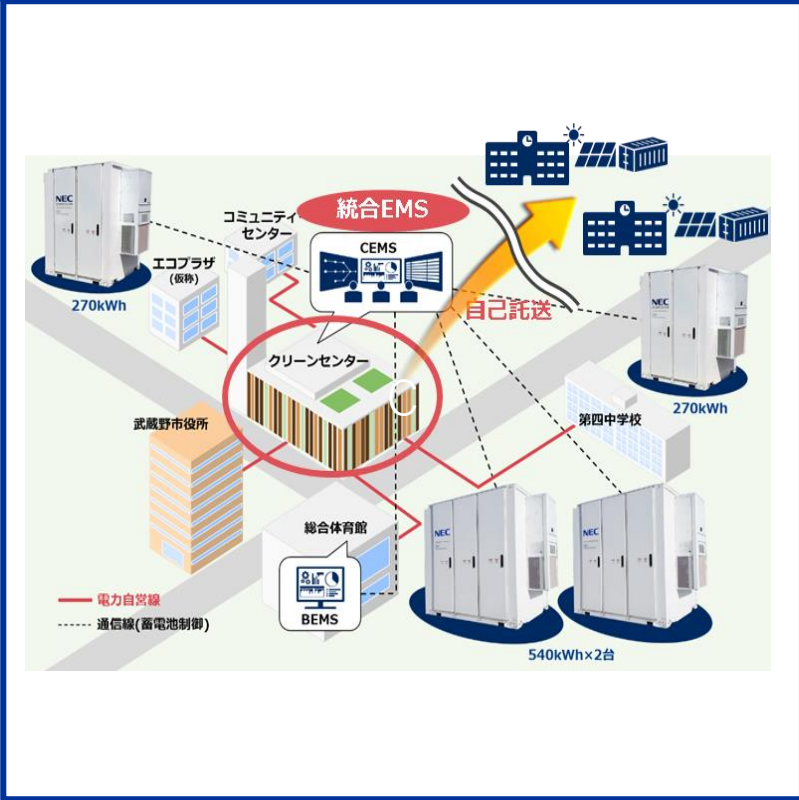 統合EMS
コミュニティ
センター
CEMS
NEC
エコプラザ
(仮称)
270kWh
自己託送
NEC
クリーンセンター
C
270kWh
武蔵野市役所
第四中学校
総合体育館
NEC
NEC
BEMS
電力自営線
通信線(蓄電池制御)
540kWh×2台